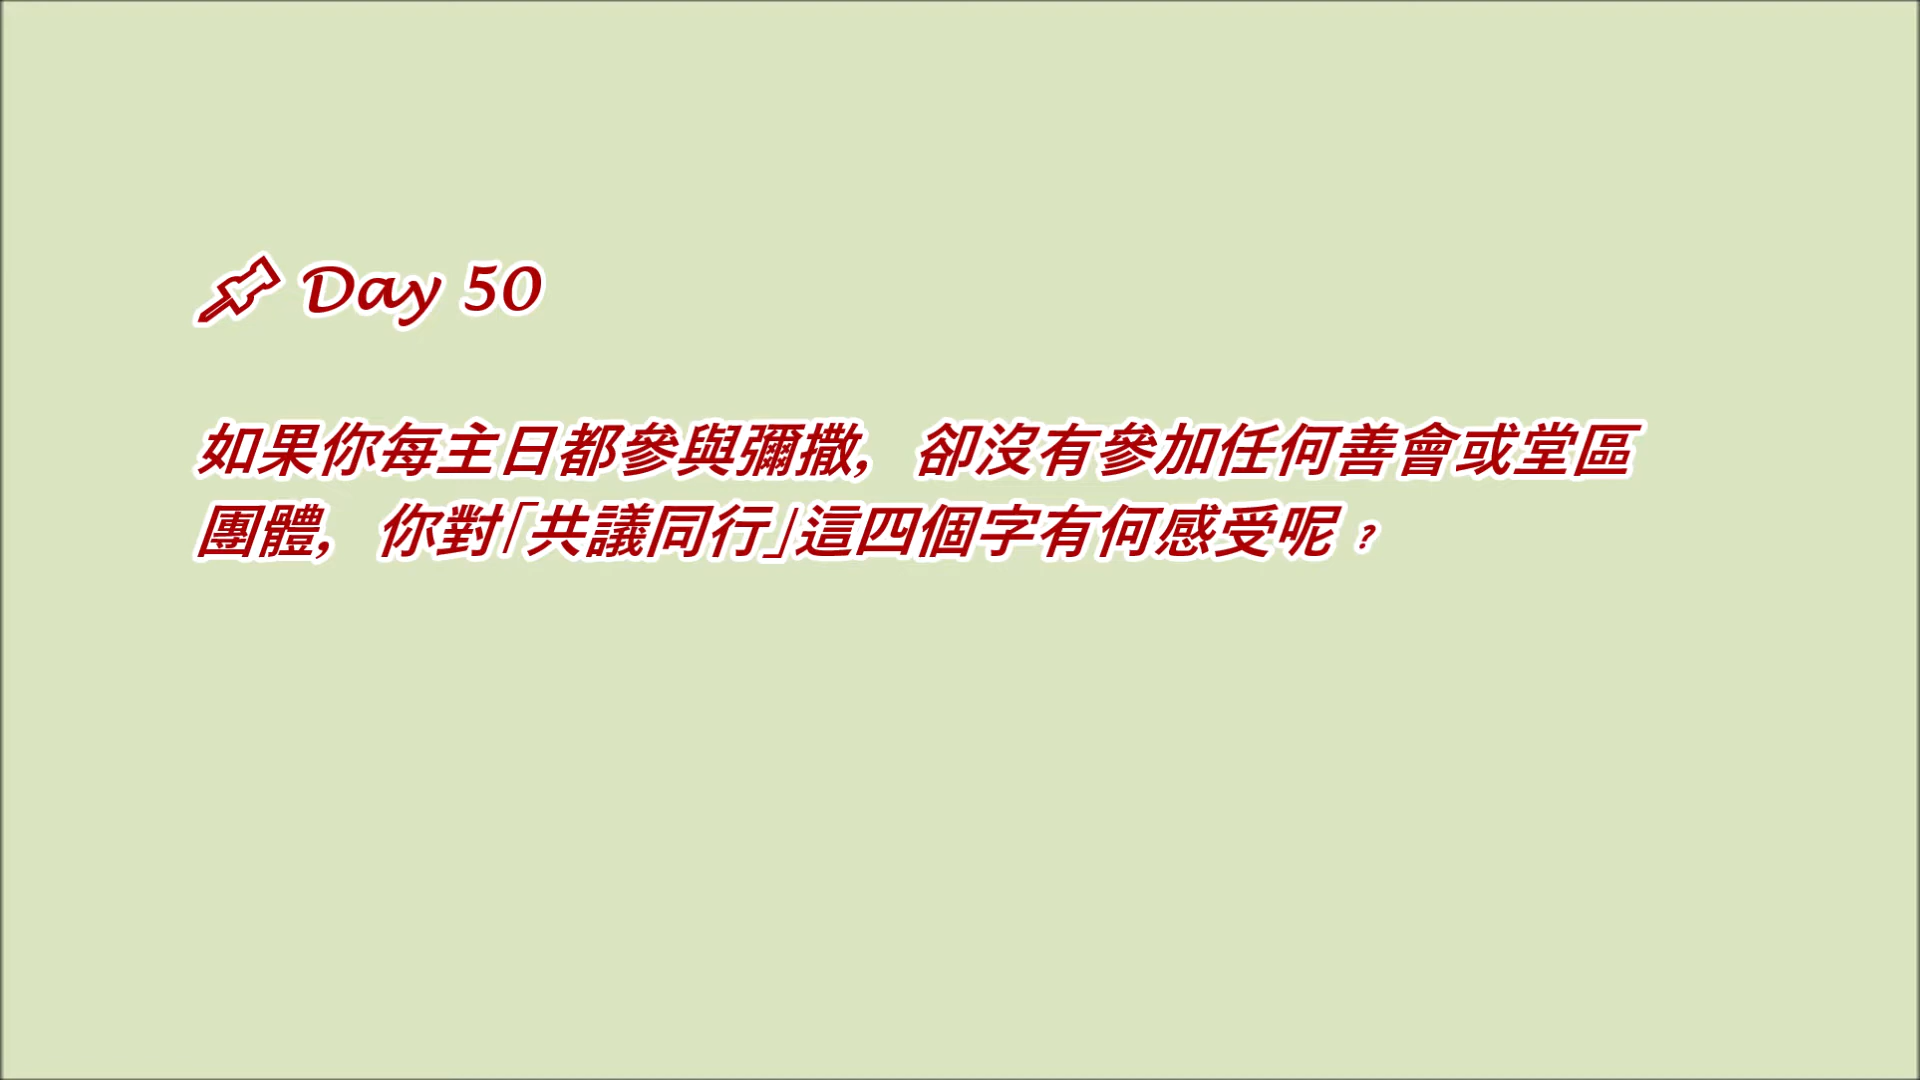 Day 50
如果你每主日都參與彌撒，卻沒有參加任何善會或堂區
團體，你對「共議同行」這四個字有何感受呢？